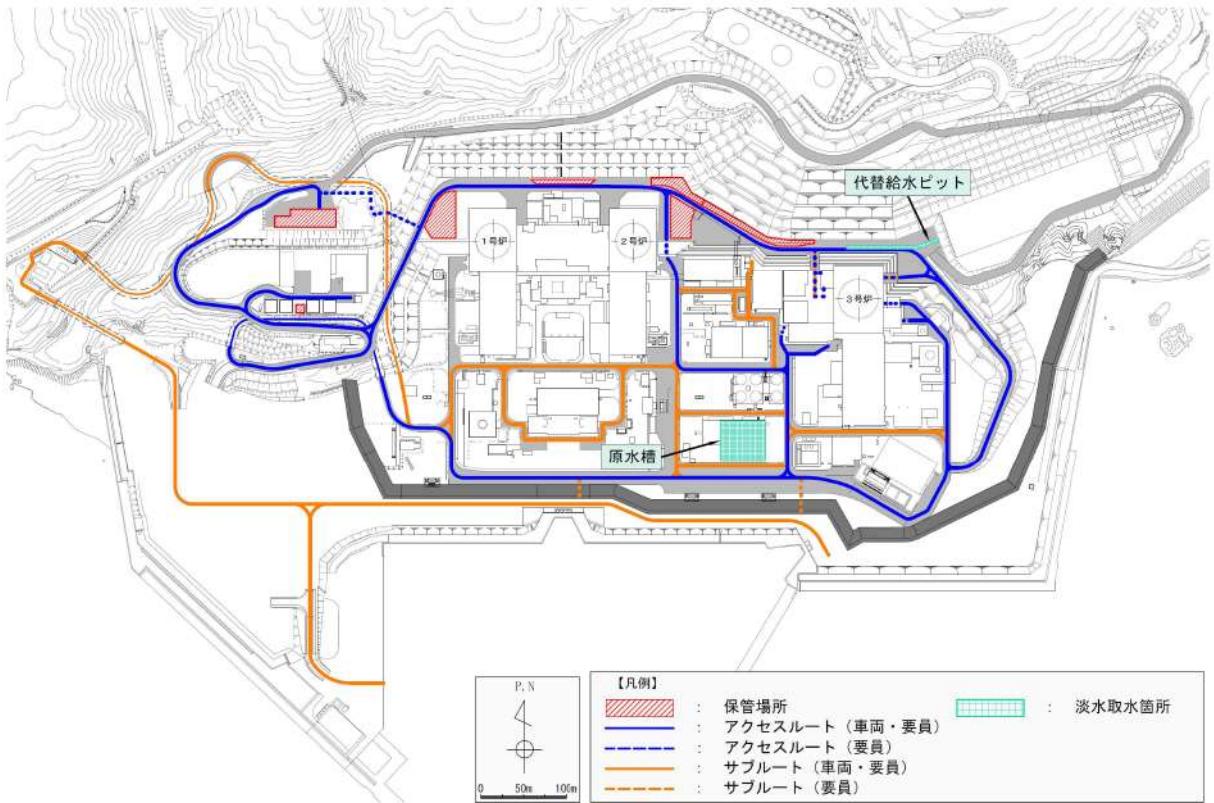 代替給水ピット
1号炉
2号炉
3号炉
原水槽
P.N
0 50m 100m
【凡例】
: 保管場所
: 淡水取水箇所
: アクセスルート（車両・要員）
: アクセスルート（要員）
: サブルート（車両・要員）
: サブルート（要員）